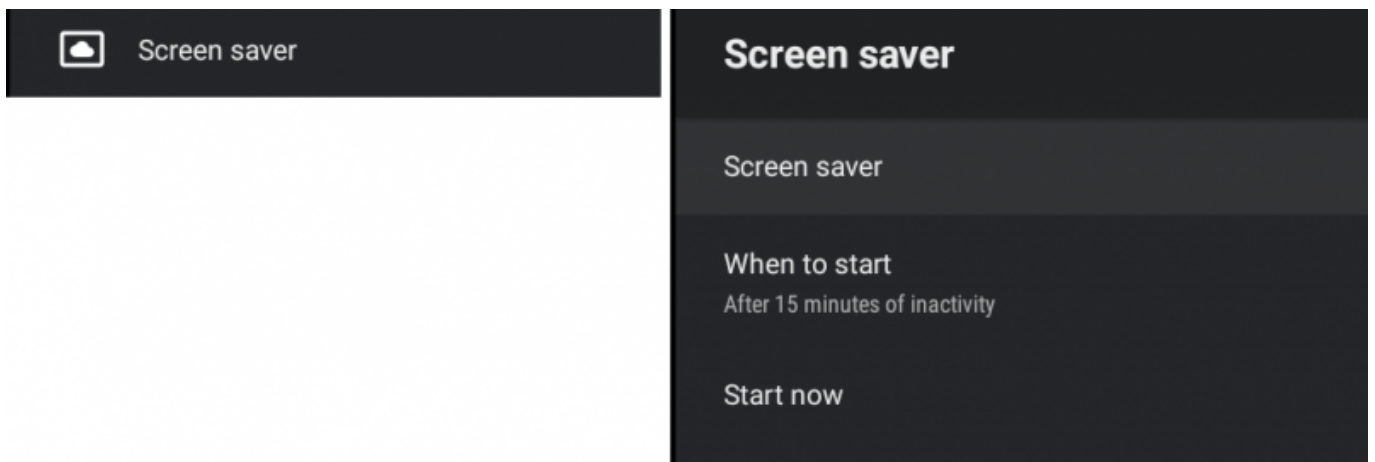 Screen saver
Screen saver
Screen saver
When to start
After 15 minutes of inactivity
Start now